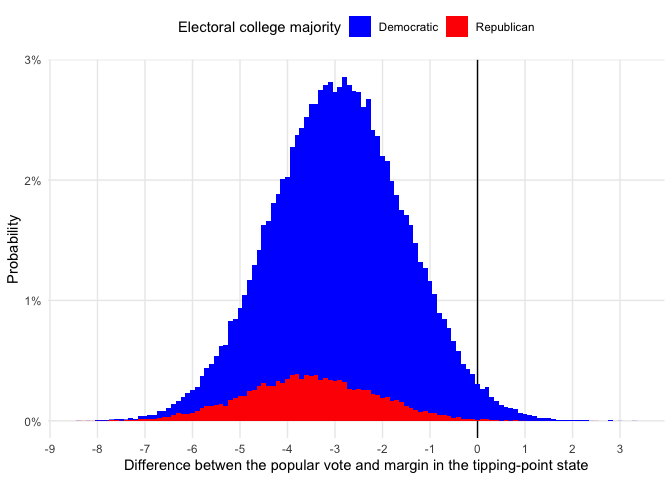 Electoral college majority Democratic Republican
3%
2%
1%
0%
Probability
-9 -8 -7 -6 -5 -4 -3 -2 -1 0 1 2 3
Difference betwen the popular vote and margin in the tipping-point state